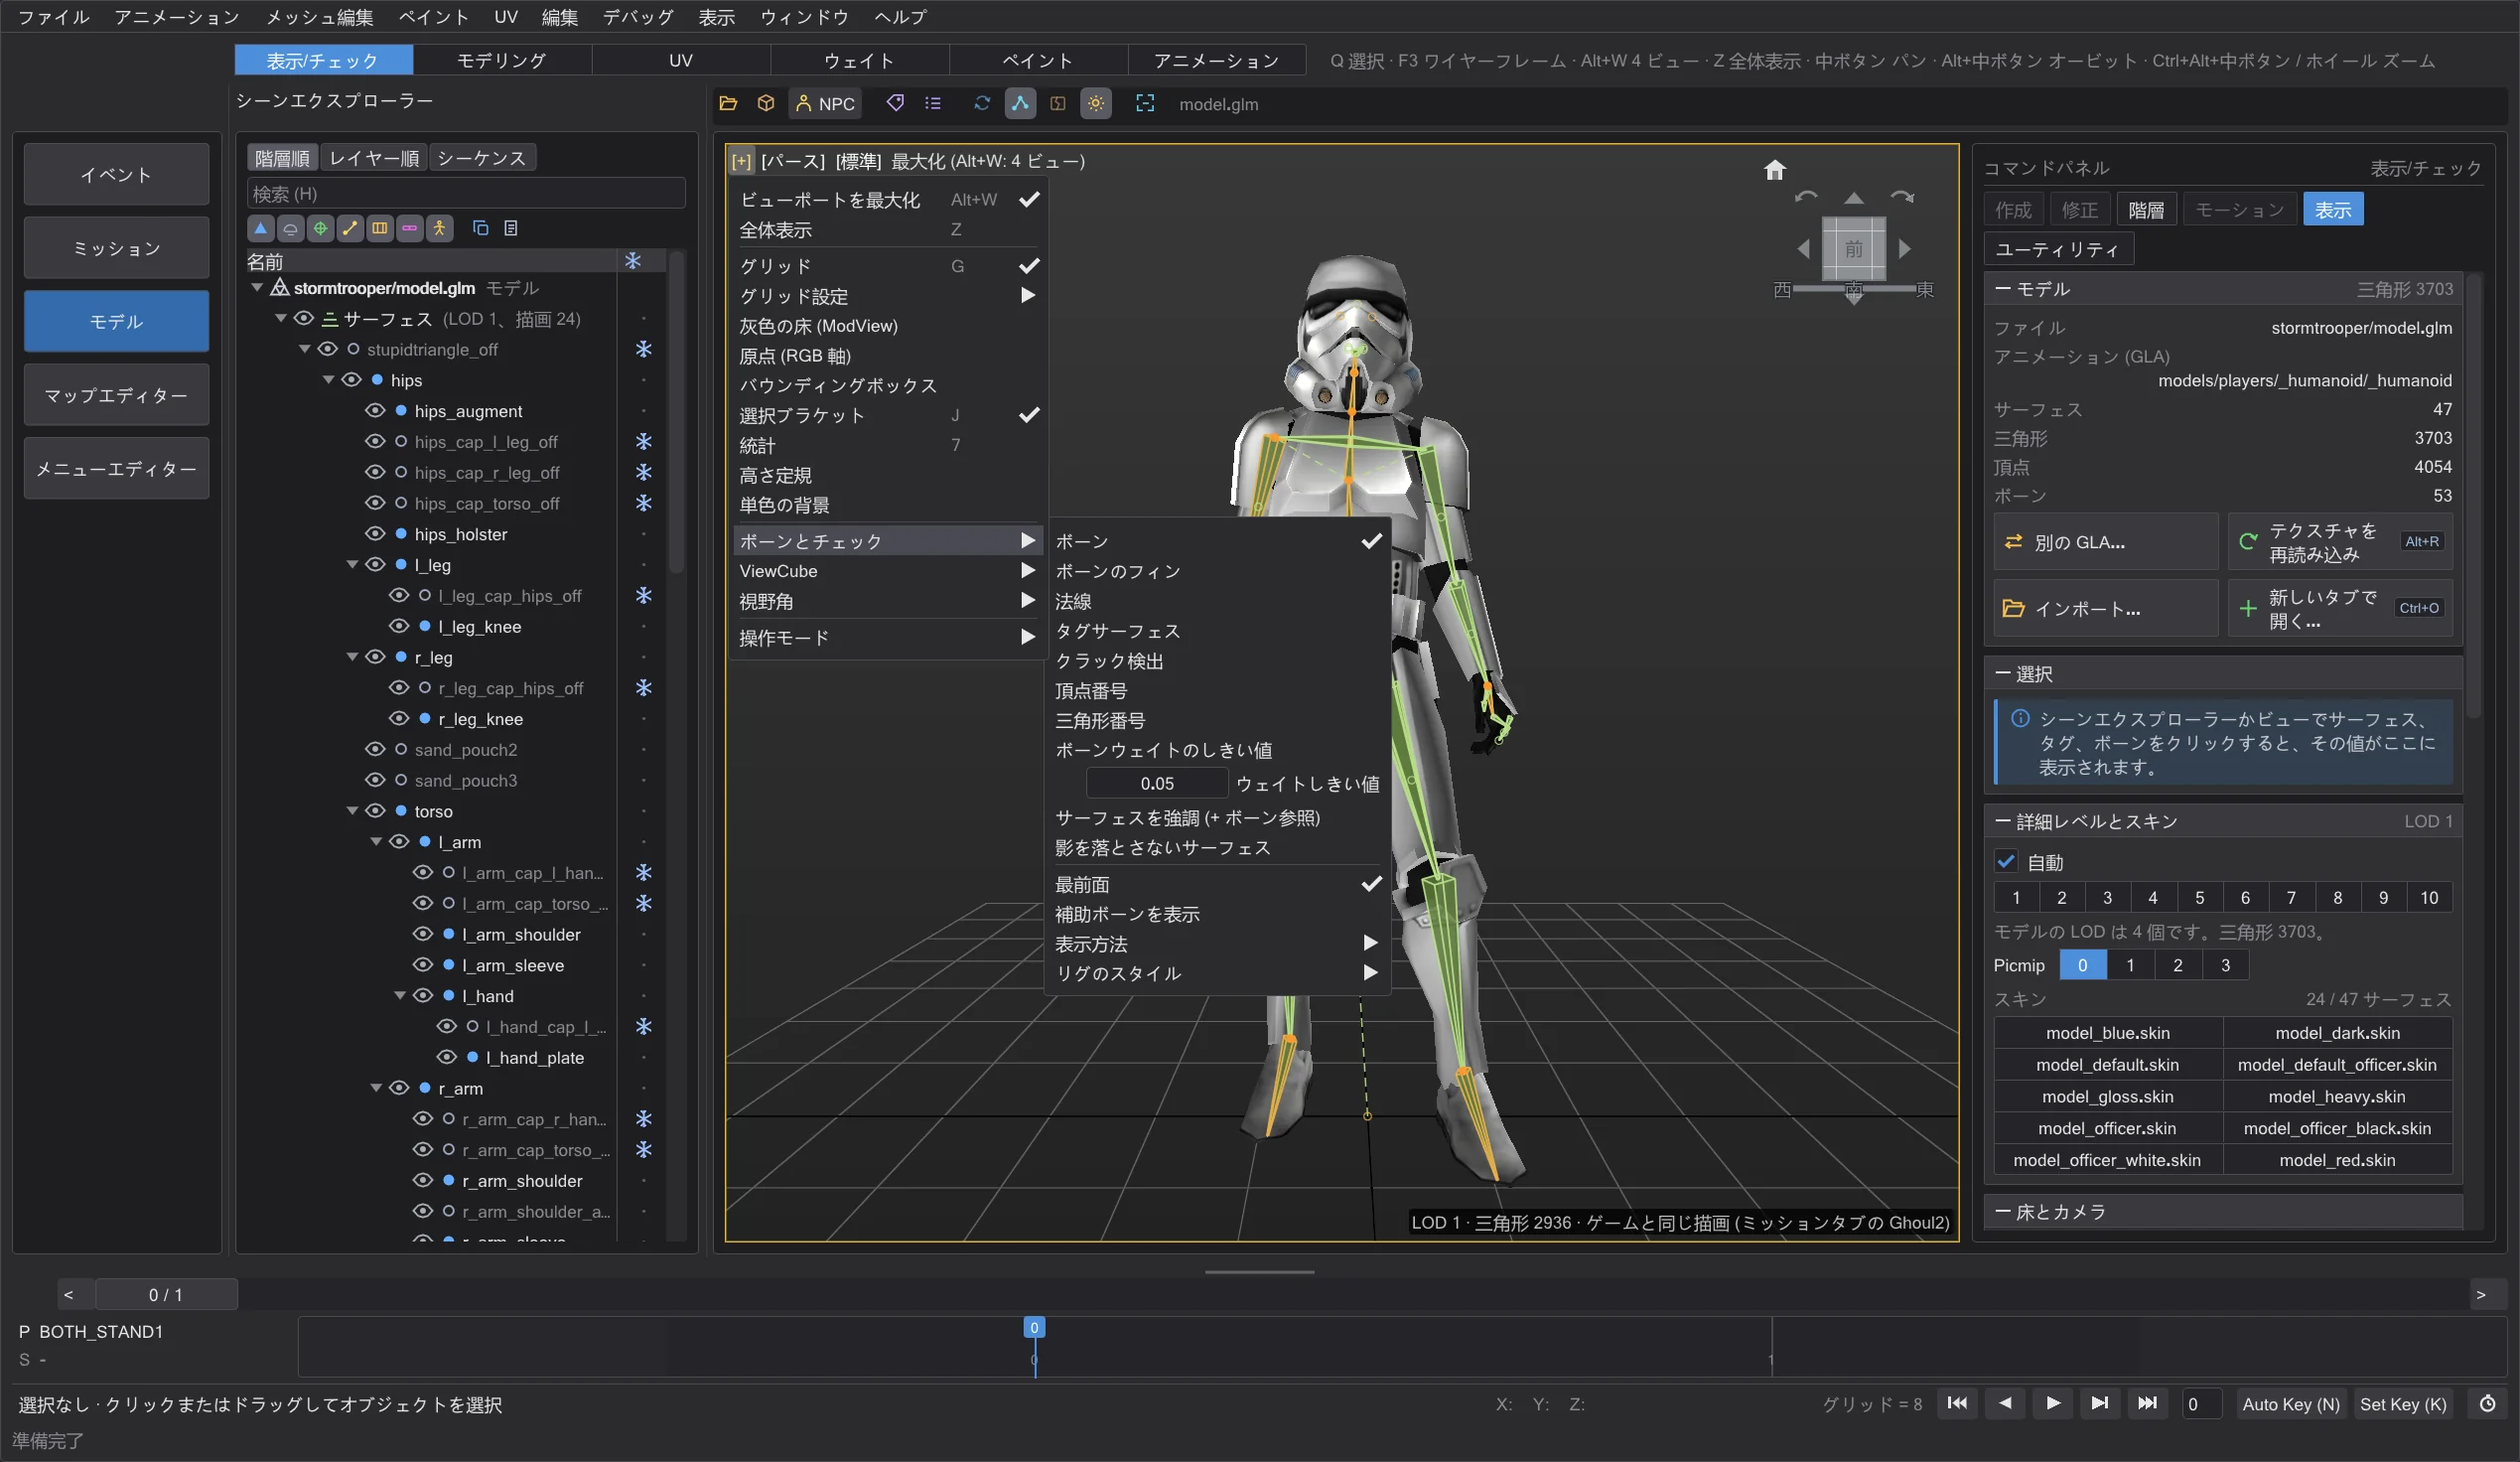 ファイル アニメーション メッシュ編集 ペイント UV 編集 デバッグ 表示 ウィンドウ ヘルプ
表示/チェック モデリング UV ウェイト ペイント アニメーション Q 選択 · F3 ワイヤーフレーム · Alt+W 4 ビュー · Z 全体表示 · 中ボタン パン · Alt+中ボタン オービット · Ctrl+Alt+中ボタン / ホイール ズーム
シーンエクスプローラー
NPC model.glm
イベント
ミッション
モデル
マップエディター
メニューエディター
階層順 レイヤー順 シーケンス
検索 (H)
名前
stormtrooper/model.glm モデル
サーフェス (LOD 1、描画 24)
stupidtriangle_off
hips
hips_augment
hips_cap_l_leg_off
hips_cap_r_leg_off
hips_cap_torso_off
hips_holster
l_leg
l_leg_cap_hips_off
l_leg_knee
r_leg
r_leg_cap_hips_off
r_leg_knee
sand_pouch2
sand_pouch3
torso
l_arm
l_arm_cap_l_han...
l_arm_cap_torso_...
l_arm_shoulder
l_arm_sleeve
l_hand
l_hand_cap_l_...
l_hand_plate
r_arm
r_arm_cap_r_han...
r_arm_cap_torso_...
r_arm_shoulder
r_arm_shoulder_a...
[+] [パース] [標準] 最大化 (Alt+W: 4 ビュー)
ビューポートを最大化 Alt+W
全体表示 Z
グリッド G
グリッド設定
灰色の床 (ModView)
原点 (RGB 軸)
バウンディングボックス
選択ブラケット J
統計 7
高さ定規
単色の背景
ボーンとチェック
ViewCube
視野角
操作モード
ボーン
ボーンのフィン
法線
タグサーフェス
クラック検出
頂点番号
三角形番号
ボーンウェイトのしきい値
0.05 ウェイトしきい値
サーフェスを強調 (+ ボーン参照)
影を落とさないサーフェス
最前面
補助ボーンを表示
表示方法
リグのスタイル
前
西 南 東
LOD 1 · 三角形 2936 · ゲームと同じ描画 (ミッションタブの Ghoul2)
コマンドパネル 表示/チェック
作成 修正 階層 モーション 表示
ユーティリティ
モデル 三角形 3703
ファイル stormtrooper/model.glm
アニメーション (GLA)
models/players/_humanoid/_humanoid
サーフェス 47
三角形 3703
頂点 4054
ボーン 53
別の GLA...
テクスチャを
再読み込み Alt+R
インポート...
新しいタブで
開く... Ctrl+O
選択
シーンエクスプローラーかビューでサーフェス、
タグ、ボーンをクリックすると、その値がここに
表示されます。
詳細レベルとスキン LOD 1
自動
1 2 3 4 5 6 7 8 9 10
モデルの LOD は 4 個です。三角形 3703。
Picmip 0 1 2 3
スキン 24 / 47 サーフェス
model_blue.skin model_dark.skin
model_default.skin model_default_officer.skin
model_gloss.skin model_heavy.skin
model_officer.skin model_officer_black.skin
model_officer_white.skin model_red.skin
床とカメラ
< 0 / 1 >
P BOTH_STAND1
S -
0
0 1
選択なし · クリックまたはドラッグしてオブジェクトを選択 X: Y: Z: グリッド = 8 0 Auto Key (N) Set Key (K)
準備完了